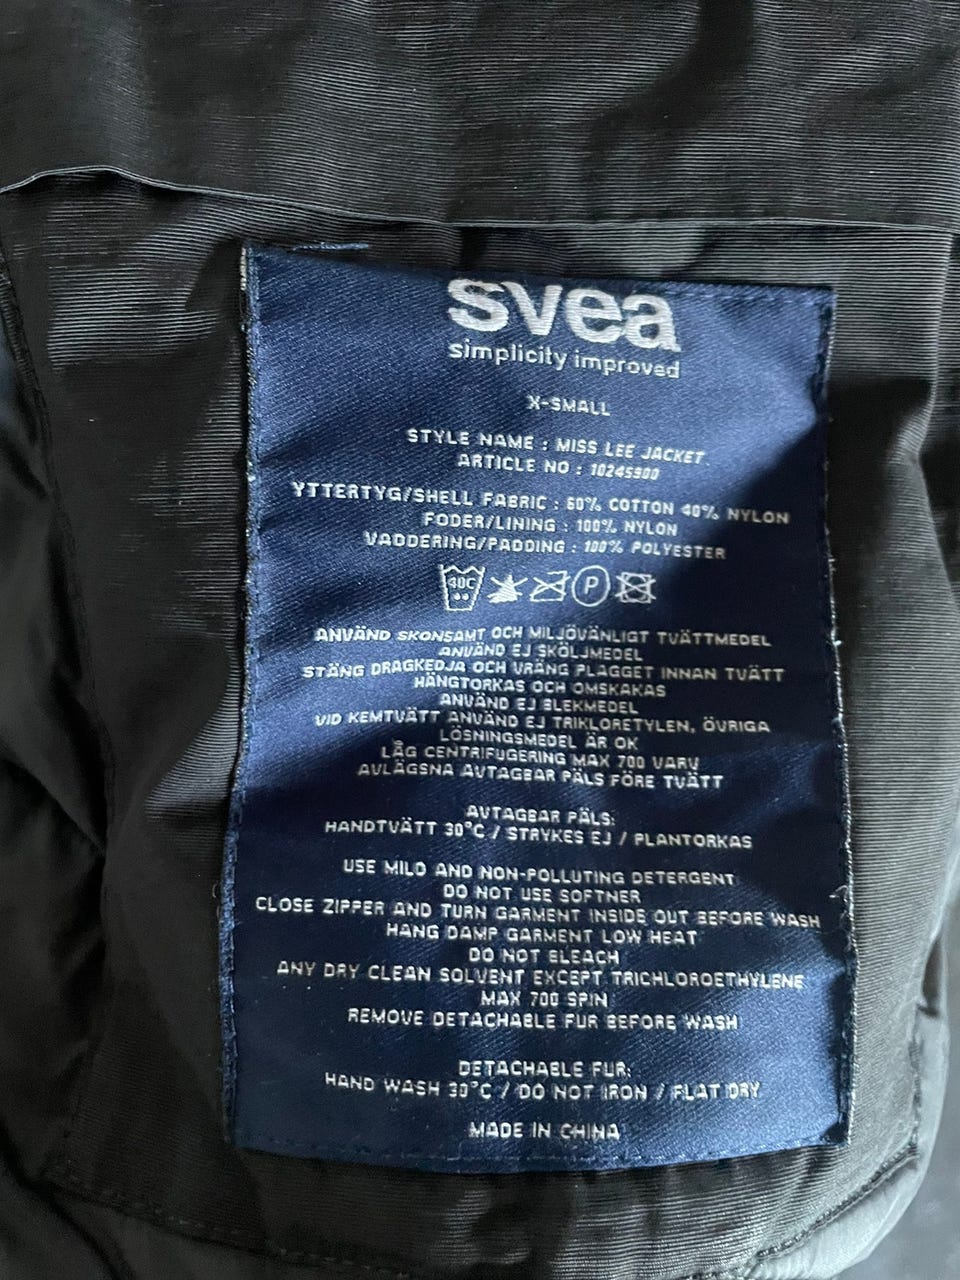 svea
simplicity improved
X-SMALL
STYLE NAME : MISS LEE JACKET
ARTICLE NO : 10245900
YTTERTYG/SHELL FABRIC : 60% COTTON 40% NYLON
FODER/LINING : 100% NYLON
VADDERING/PADDING : 100% POLYESTER
40C P
ANVÄND SKONSAMT OCH MILJÖVÄNLIGT TVÄTTMEDEL
ANVÄND EJ SKÖLJMEDEL
STÄNG DRAGKEDJA OCH VRÄNG PLAGGET INNAN TVÄTT
HÄNGTORKAS OCH OMSKAKAS
ANVÄND EJ BLEKMEDEL
VID KEMTVÄTT ANVÄND EJ TRIKLORETYLEN, ÖVRIGA
LÖSNINGSMEDEL ÄR OK
LÅG CENTRIFUGERING MAX 700 VARV
AVLÄGSNA AVTAGBAR PÄLS FÖRE TVÄTT
AVTAGBAR PÄLS:
HANDTVÄTT 30°C / STRYKES EJ / PLANTORKAS
USE MILD AND NON-POLLUTING DETERGENT
DO NOT USE SOFTNER
CLOSE ZIPPER AND TURN GARMENT INSIDE OUT BEFORE WASH
HANG DAMP GARMENT LOW HEAT
DO NOT BLEACH
ANY DRY CLEAN SOLVENT EXCEPT TRICHLOROETHYLENE
MAX 700 SPIN
REMOVE DETACHABLE FUR BEFORE WASH
DETACHABLE FUR:
HAND WASH 30°C / DO NOT IRON / FLAT DRY
MADE IN CHINA